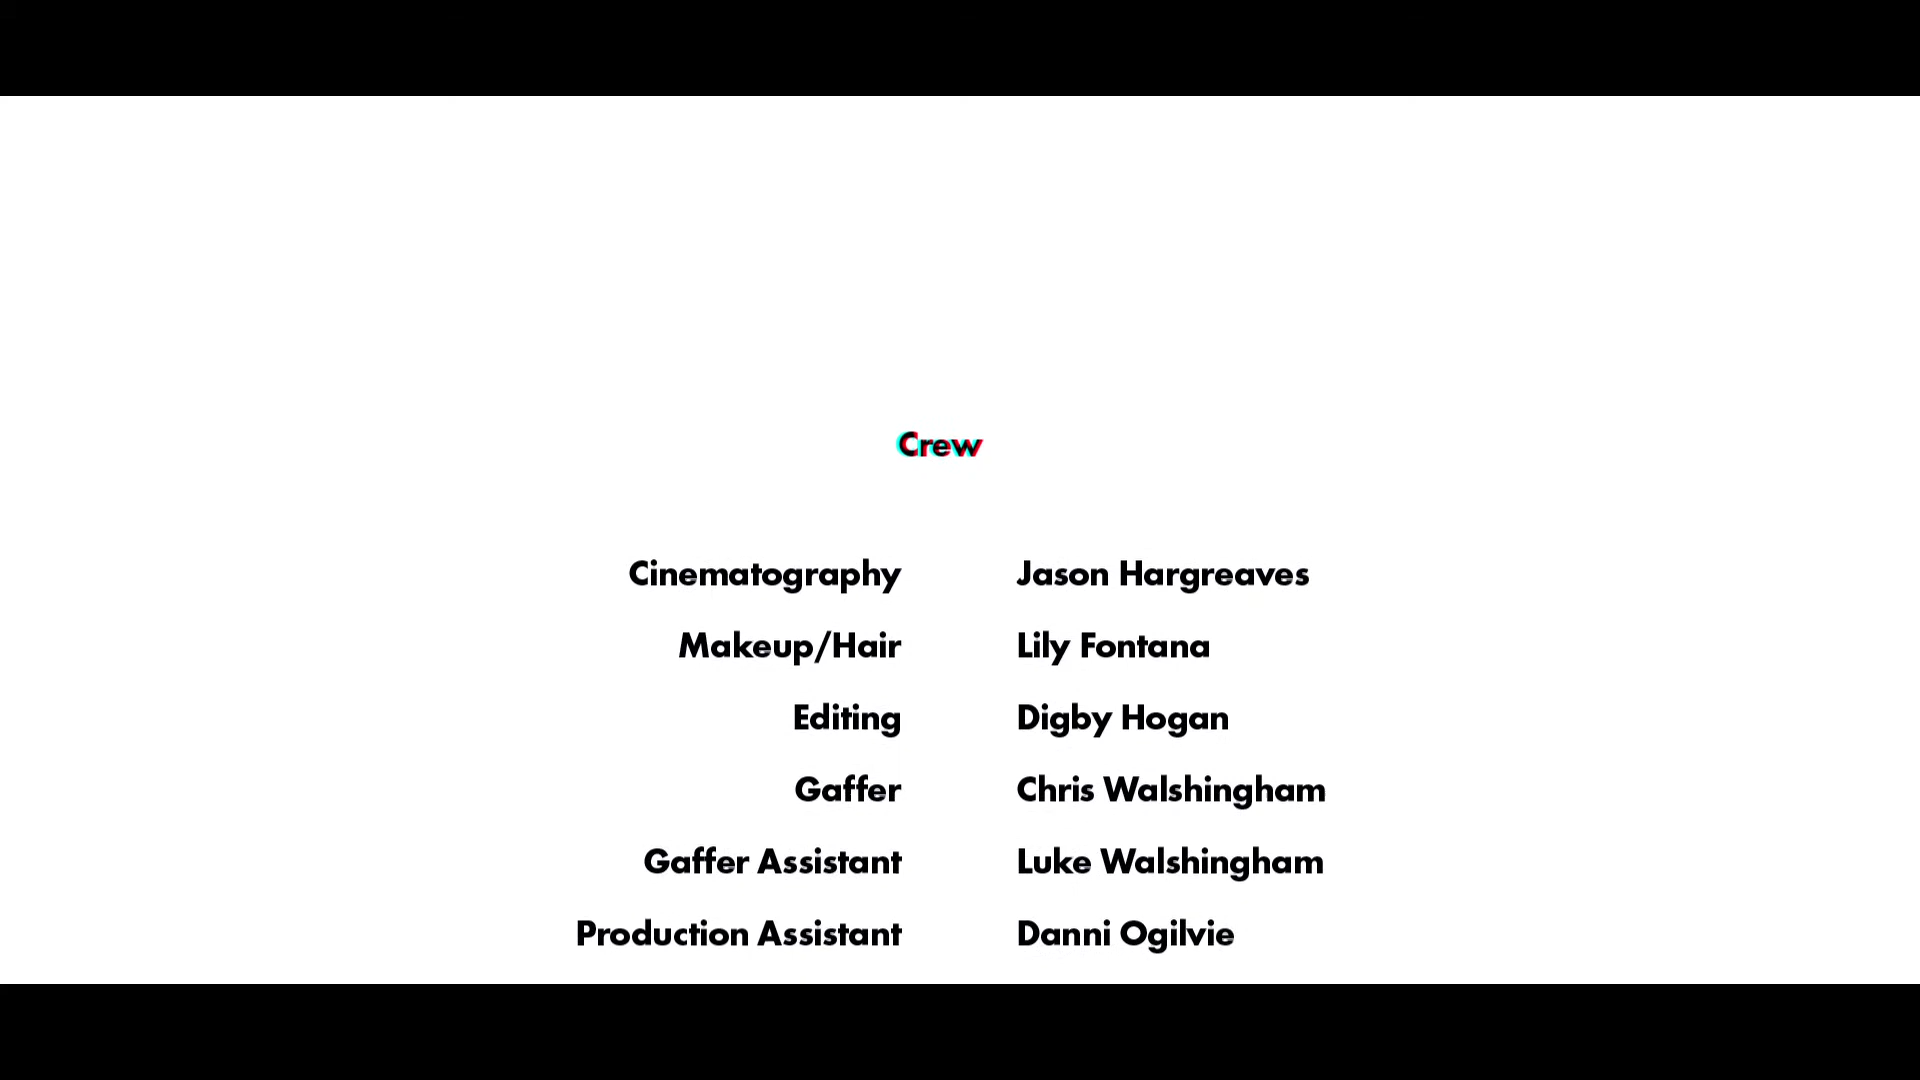 Crew
Cinematography Jason Hargreaves
Makeup/Hair Lily Fontana
Editing Digby Hogan
Gaffer Chris Walshingham
Gaffer Assistant Luke Walshingham
Production Assistant Danni Ogilvie